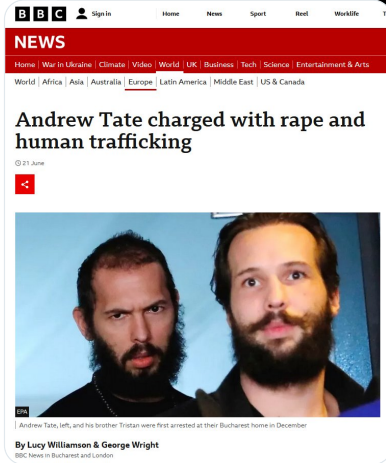 BBC Sign in Home News Sport Reel Worklife
NEWS
Home War in Ukraine Climate Video World UK Business Tech Science Entertainment & Arts
World Africa Asia Australia Europe Latin America Middle East US & Canada
Andrew Tate charged with rape and
human trafficking
21 June
EPA
Andrew Tate, left, and his brother Tristan were first arrested at their Bucharest home in December
By Lucy Williamson & George Wright
BBC News in Bucharest and London